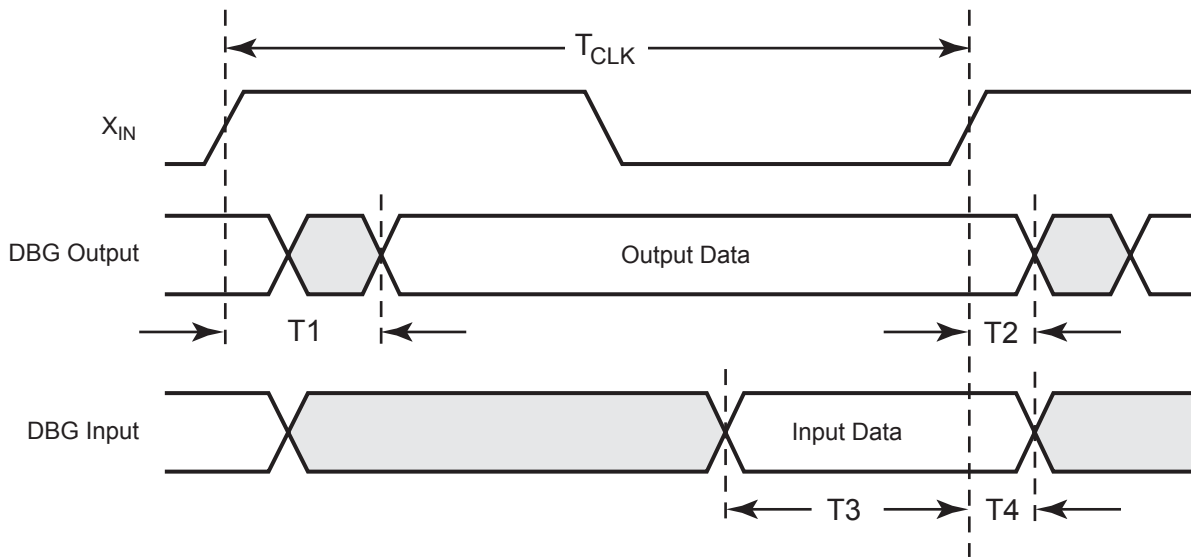 T_CLK
X_IN
DBG Output
Output Data
T1
T2
DBG Input
Input Data
T3
T4